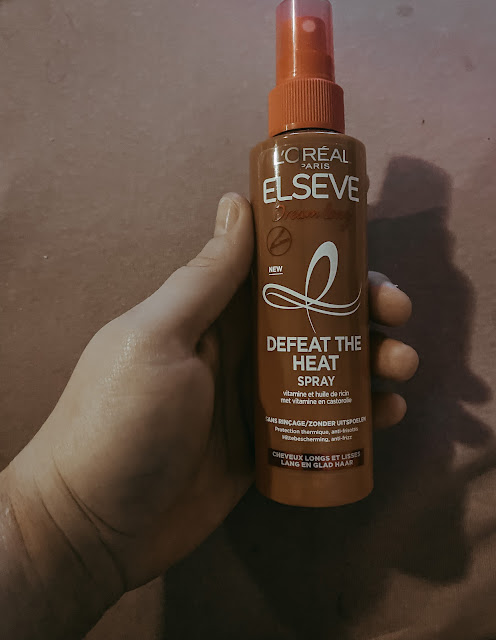 L'ORÉAL
PARIS
ELSEVE
Dream Long
NEW
DEFEAT THE
HEAT
SPRAY
vitamine et huile de ricin
met vitamine en castorolie
SANS RINÇAGE/ZONDER UITSPOELEN
Protection thermique, anti-frisottis
Hittebescherming, anti-frizz
CHEVEUX LONGS ET LISSES
LANG EN GLAD HAAR